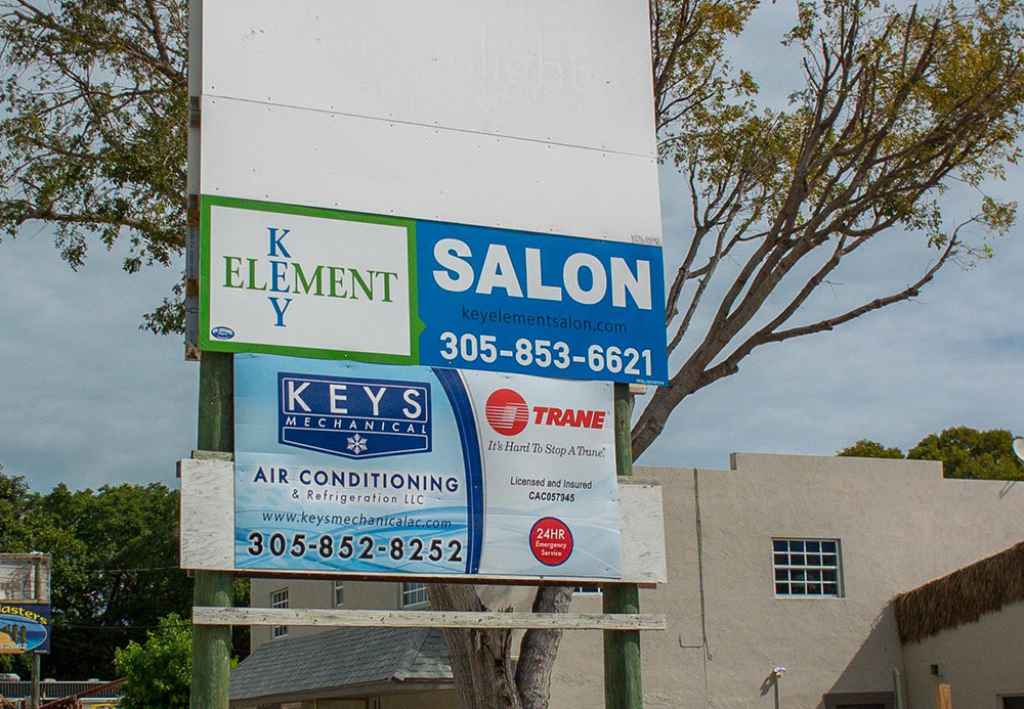 KEY
ELEMENT
SALON
keyelementsalon.com
305-853-6621
KEYS
MECHANICAL
AIR CONDITIONING
& Refrigeration LLC
www.keysmechanicalac.com
305-852-8252
TRANE
It's Hard To Stop A Trane.
Licensed and Insured
CAC057945
24HR
Emergency
Service